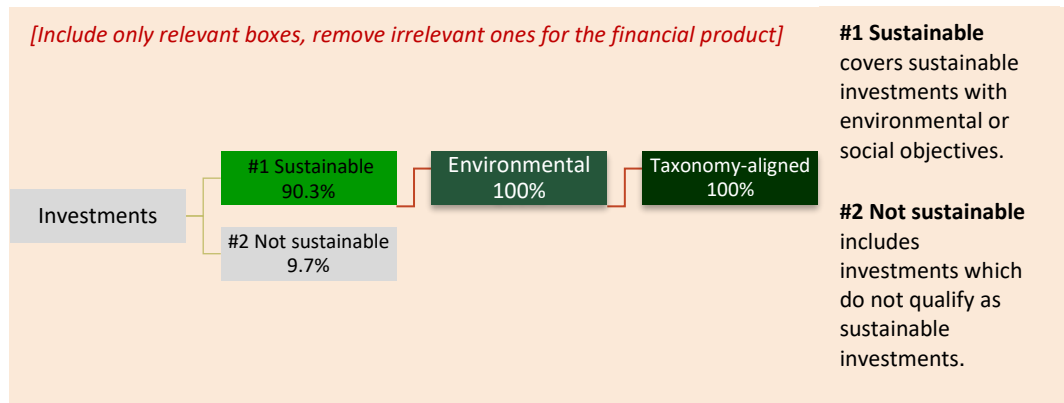 [Include only relevant boxes, remove irrelevant ones for the financial product]
Investments
#1 Sustainable
90.3%
#2 Not sustainable
9.7%
Environmental
100%
Taxonomy-aligned
100%
#1 Sustainable
covers sustainable
investments with
environmental or
social objectives.
#2 Not sustainable
includes
investments which
do not qualify as
sustainable
investments.